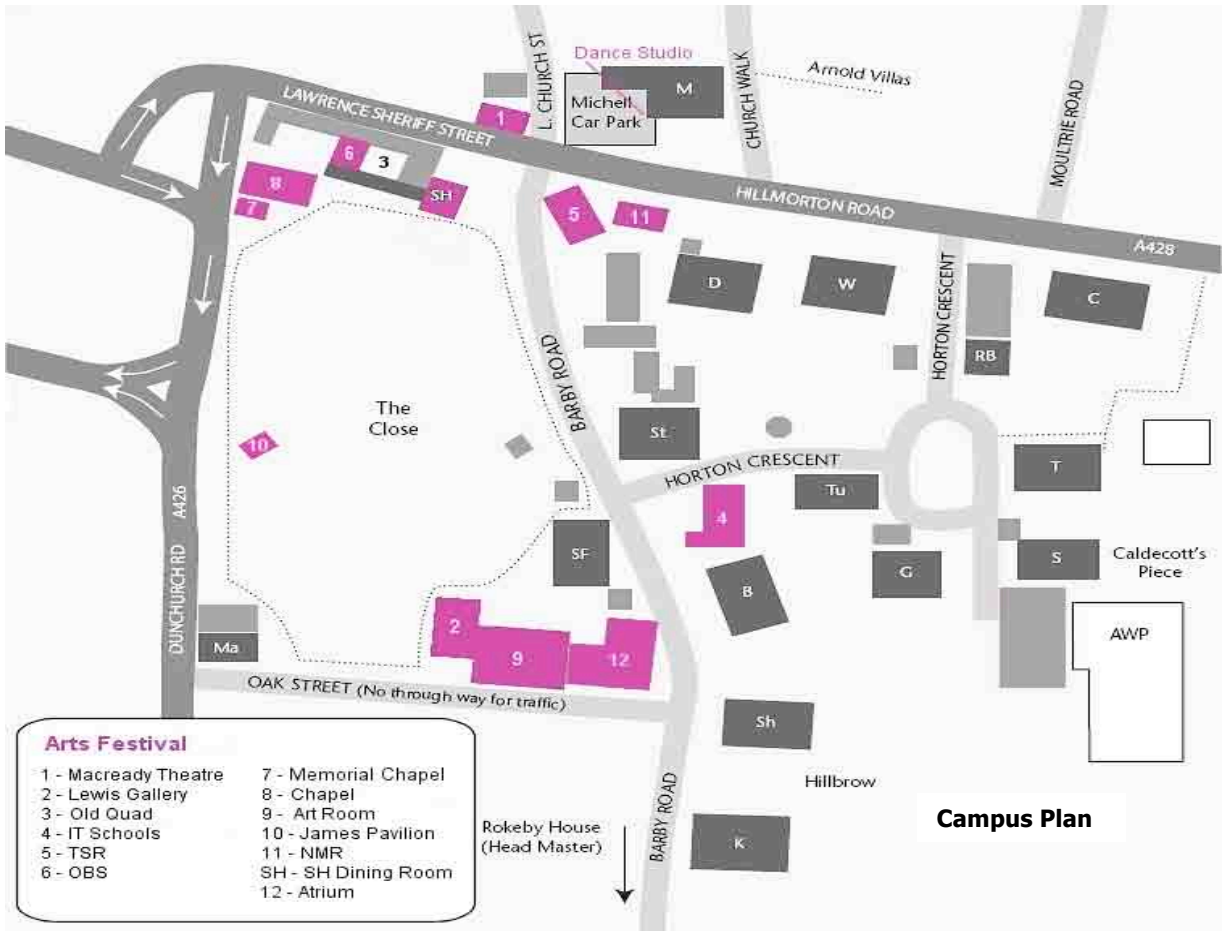 Dance Studio
M
Michell
Car Park
Arnold Villas
L. CHURCH ST
CHURCH WALK
MOULTRIE ROAD
LAWRENCE SHERIFF STREET
1
6
3
8
7
SH
5
11
HILLMORTON ROAD
A428
D
W
C
HORTON CRESCENT
RB
BARBY ROAD
The
Close
10
St
HORTON CRESCENT
T
Tu
4
A426
DUNCHURCH RD
SF
B
G
S
Caldecott's
Piece
AWP
2
9
12
Ma
OAK STREET (No through way for traffic)
Sh
Hillbrow
BARBY ROAD
Rokeby House
(Head Master)
K
Campus Plan
Arts Festival
1 - Macready Theatre
2 - Lewis Gallery
3 - Old Quad
4 - IT Schools
5 - TSR
6 - OBS
7 - Memorial Chapel
8 - Chapel
9 - Art Room
10 - James Pavilion
11 - NMR
SH - SH Dining Room
12 - Atrium